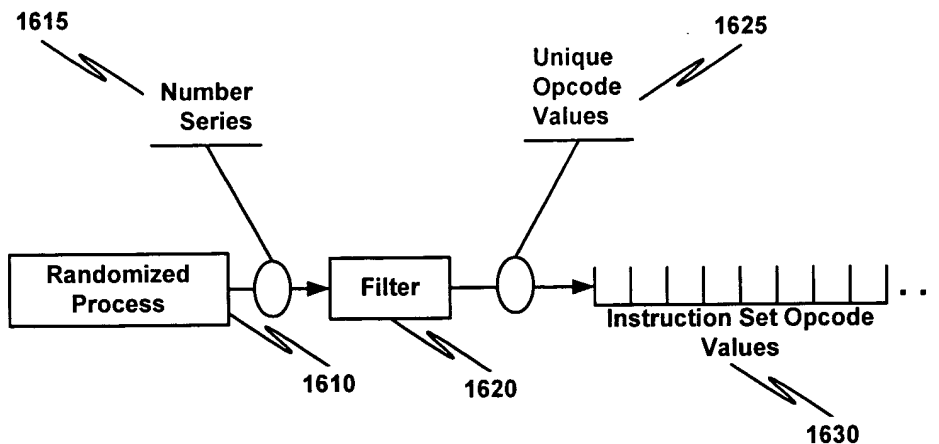 1615
1625
Unique
Opcode
Values
Number
Series
Randomized
Process
Filter
Instruction Set Opcode
Values
1610
1620
1630